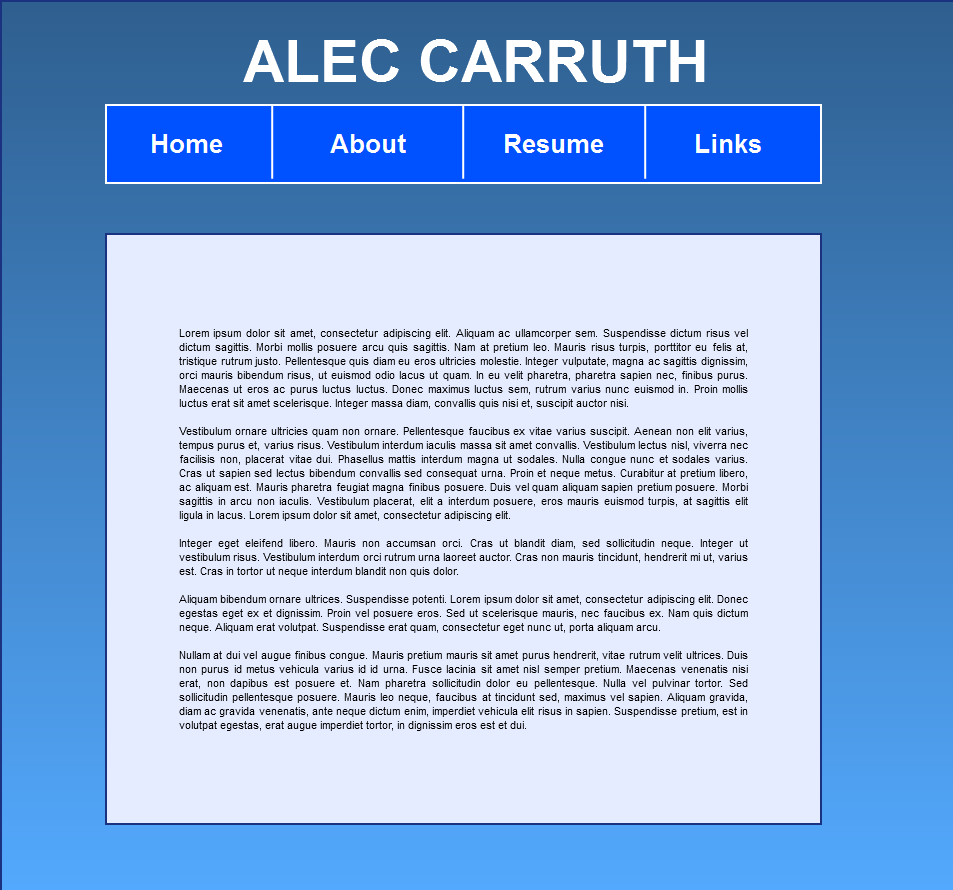 ALEC CARRUTH
Home About Resume Links
Lorem ipsum dolor sit amet, consectetur adipiscing elit. Aliquam ac ullamcorper sem. Suspendisse dictum risus vel
dictum sagittis. Morbi mollis posuere arcu quis sagittis. Nam at pretium leo. Mauris risus turpis, porttitor eu felis at,
tristique rutrum justo. Pellentesque quis diam eu eros ultricies molestie. Integer vulputate, magna ac sagittis dignissim,
orci mauris bibendum risus, ut euismod odio lacus ut quam. In eu velit pharetra, pharetra sapien nec, finibus purus.
Maecenas ut eros ac purus luctus luctus. Donec maximus luctus sem, rutrum varius nunc euismod in. Proin mollis
luctus erat sit amet scelerisque. Integer massa diam, convallis quis nisi et, suscipit auctor nisi.
Vestibulum ornare ultricies quam non ornare. Pellentesque faucibus ex vitae varius suscipit. Aenean non elit varius,
tempus purus et, varius risus. Vestibulum interdum iaculis massa sit amet convallis. Vestibulum lectus nisl, viverra nec
facilisis non, placerat vitae dui. Phasellus mattis interdum magna ut sodales. Nulla congue nunc et sodales varius.
Cras ut sapien sed lectus bibendum convallis sed consequat urna. Proin et neque metus. Curabitur at pretium libero,
ac aliquam est. Mauris pharetra feugiat magna finibus posuere. Duis vel quam aliquam sapien pretium posuere. Morbi
sagittis in arcu non iaculis. Vestibulum placerat, elit a interdum posuere, eros mauris euismod turpis, at sagittis elit
ligula in lacus. Lorem ipsum dolor sit amet, consectetur adipiscing elit.
Integer eget eleifend libero. Mauris non accumsan orci. Cras ut blandit diam, sed sollicitudin neque. Integer ut
vestibulum risus. Vestibulum interdum orci rutrum urna laoreet auctor. Cras non mauris tincidunt, hendrerit mi ut, varius
est. Cras in tortor ut neque interdum blandit non quis dolor.
Aliquam bibendum ornare ultrices. Suspendisse potenti. Lorem ipsum dolor sit amet, consectetur adipiscing elit. Donec
egestas eget ex et dignissim. Proin vel posuere eros. Sed ut scelerisque mauris, nec faucibus ex. Nam quis dictum
neque. Aliquam erat volutpat. Suspendisse erat quam, consectetur eget nunc ut, porta aliquam arcu.
Nullam at dui vel augue finibus congue. Mauris pretium mauris sit amet purus hendrerit, vitae rutrum velit ultrices. Duis
non purus id metus vehicula varius id id urna. Fusce lacinia sit amet nisl semper pretium. Maecenas venenatis nisi
erat, non dapibus est posuere et. Nam pharetra sollicitudin dolor eu pellentesque. Nulla vel pulvinar tortor. Sed
sollicitudin pellentesque posuere. Mauris leo neque, faucibus at tincidunt sed, maximus vel sapien. Aliquam gravida,
diam ac gravida venenatis, ante neque dictum enim, imperdiet vehicula elit risus in sapien. Suspendisse pretium, est in
volutpat egestas, erat augue imperdiet tortor, in dignissim eros est et dui.